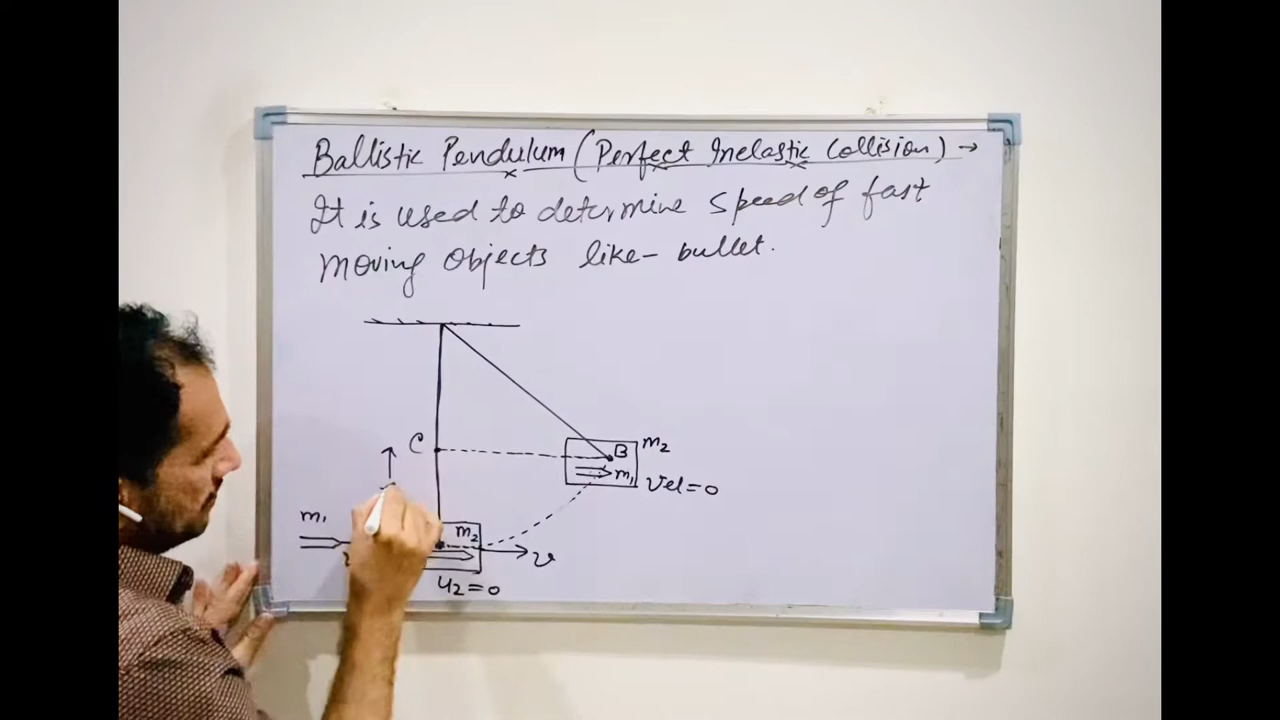 Ballistic Pendulum (Perfect Inelastic Collision) →
It is used to determine speed of fast
moving objects like - bullet.
C
B
m₂
m₁
Vel = 0
m₁
m₂
v
u₂ = 0